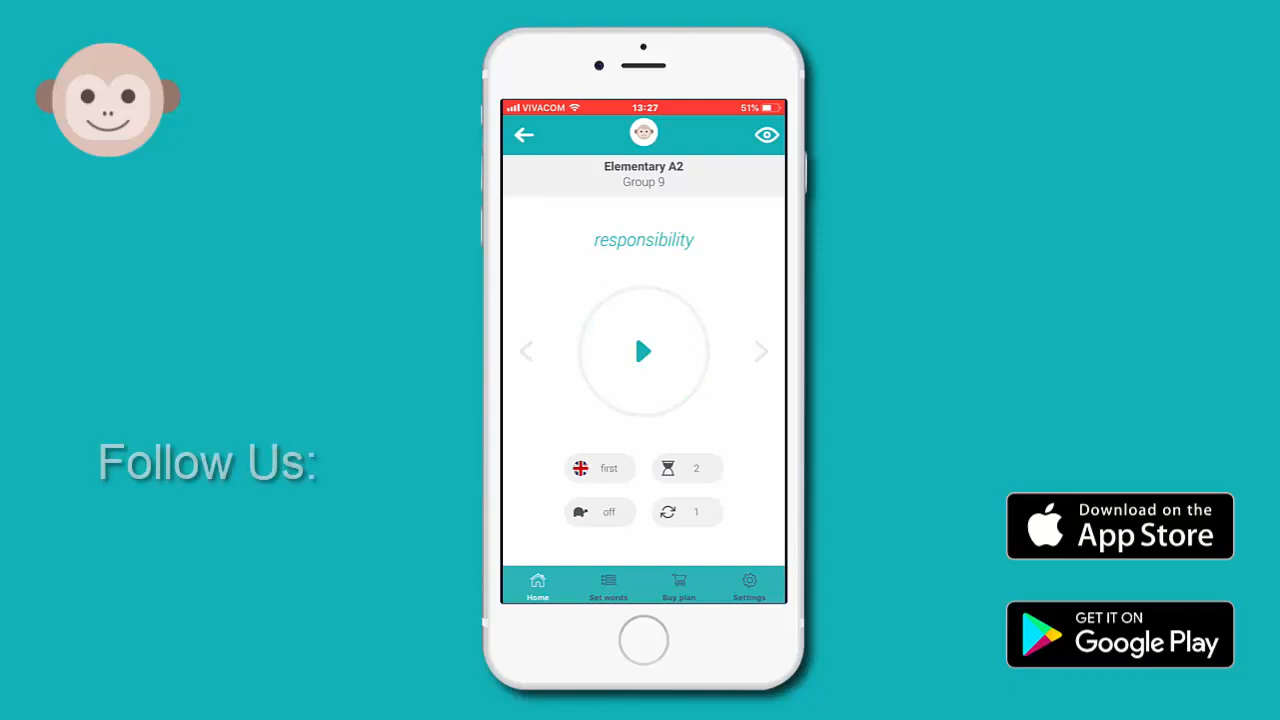 VIVACOM 13:27 51%
Elementary A2
Group 9
responsibility
first 2
off 1
Home Set words Buy plan Settings
Follow Us:
Download on the
App Store
GET IT ON
Google Play